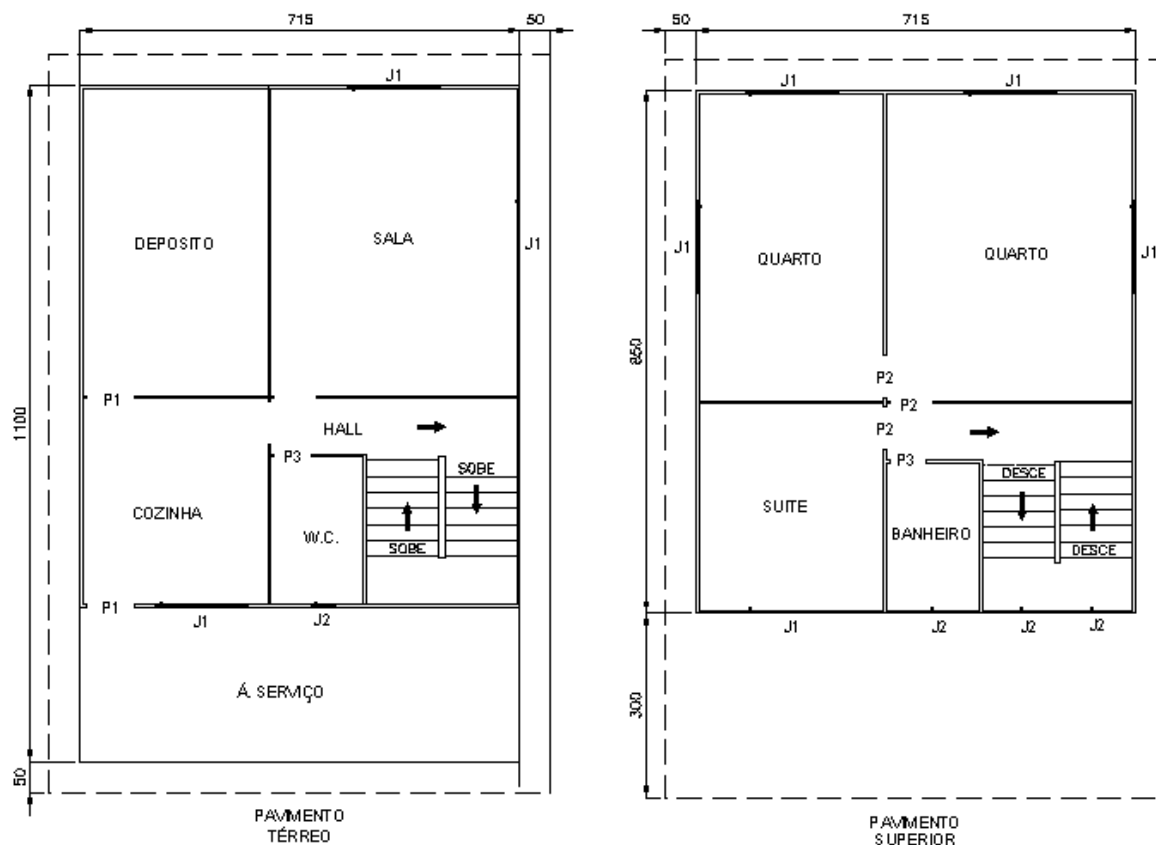 715
50
J1
DEPOSITO
SALA
J1
1100
P1
HALL
P3
SOBE
COZINHA
W.C.
SOBE
P1
J1
J2
Á. SERVIÇO
50
PAVIMENTO
TÉRREO
50
715
J1
J1
J1
QUARTO
QUARTO
J1
850
P2
P2
P2
P3
DESCE
SUITE
BANHEIRO
DESCE
J1
J2
J2
J2
300
PAVIMENTO
SUPERIOR